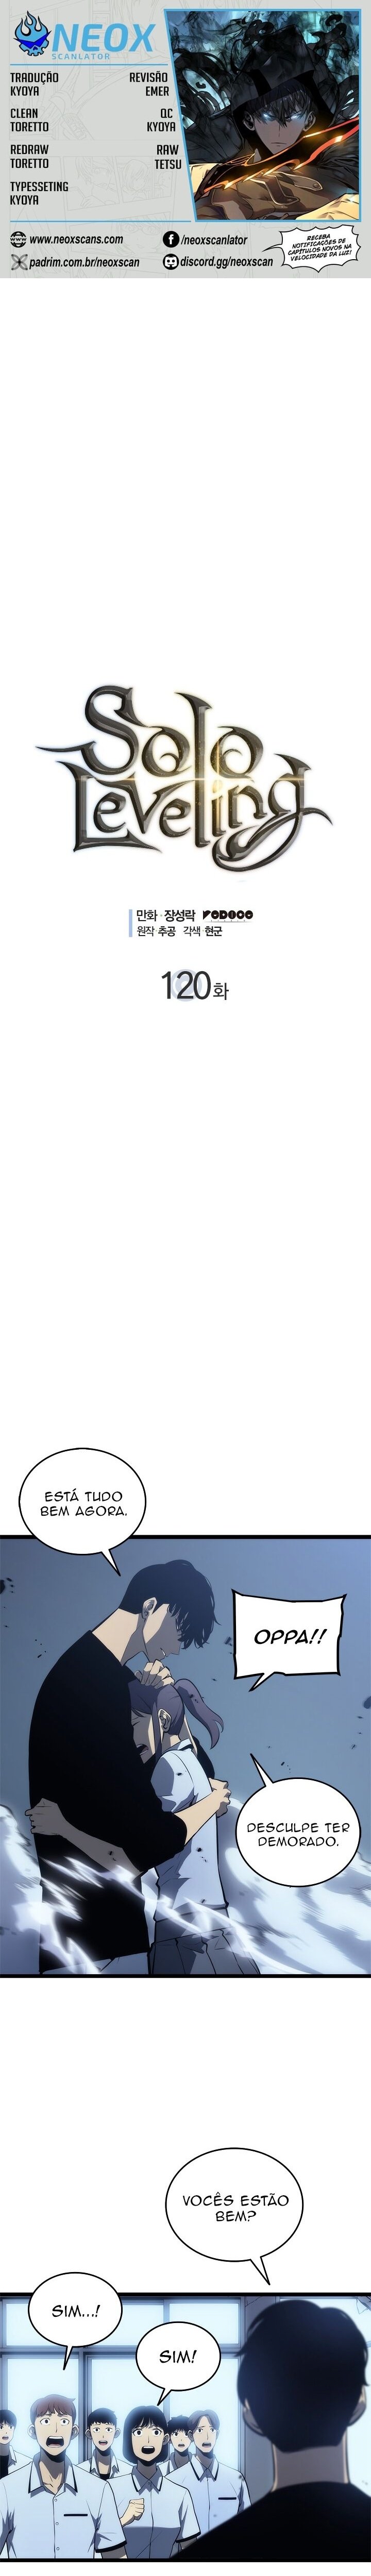 NEOX
SCANLATOR
TRADUÇÃO
KYOYA
REVISÃO
EMER
CLEAN
TORETTO
QC
KYOYA
REDRAW
TORETTO
RAW
TETSU
TYPESSETING
KYOYA
www.neoxscans.com
/neoxscanlator
padrim.com.br/neoxscan
discord.gg/neoxscan
RECEBA
NOTIFICAÇÕES DE
CAPÍTULOS NOVOS NA
VELOCIDADE DA LUZ!
Solo
Leveling
만화·장성락 REDICE
원작·추공 각색·현군
120화
ESTÁ TUDO
BEM AGORA.
OPPA!!
DESCULPE TER
DEMORADO.
VOCÊS ESTÃO
BEM?
SIM...!
SIM!